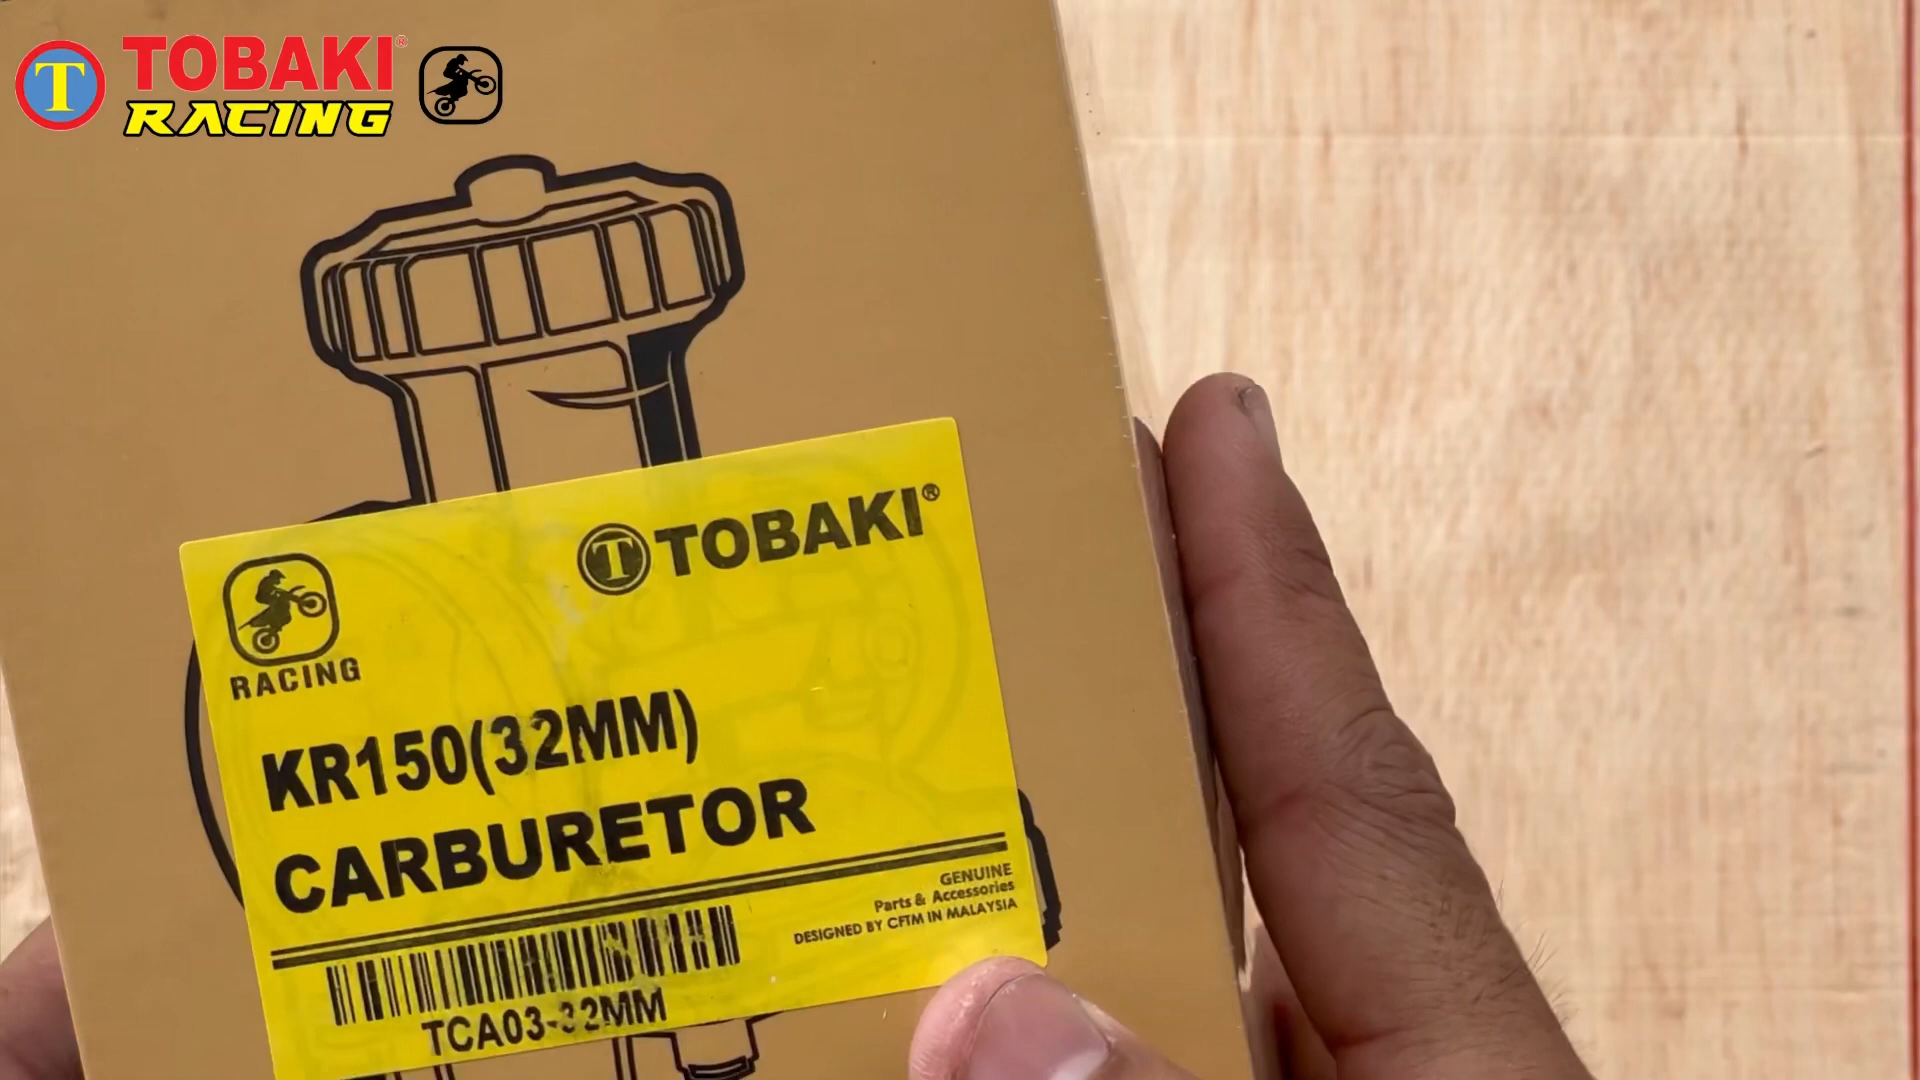 T TOBAKI®
RACING
T TOBAKI®
RACING
KR150(32MM)
CARBURETOR
GENUINE
Parts & Accessories
DESIGNED BY CFTM IN MALAYSIA
TCA03-32MM